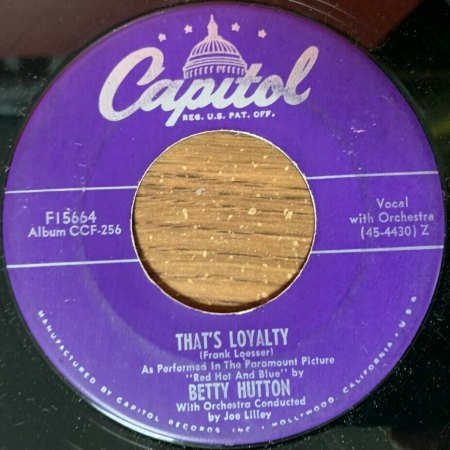 Capitol
REG. U.S. PAT. OFF.
F15664
Album CCF-256
Vocal
with Orchestra
(45-4430) Z
THAT'S LOYALTY
(Frank Loesser)
As Performed In The Paramount Picture
"Red Hot And Blue" by
BETTY HUTTON
With Orchestra Conducted
by Joe Lilley
MANUFACTURED BY CAPITOL RECORDS INC. • HOLLYWOOD, CALIFORNIA. U.S.A.